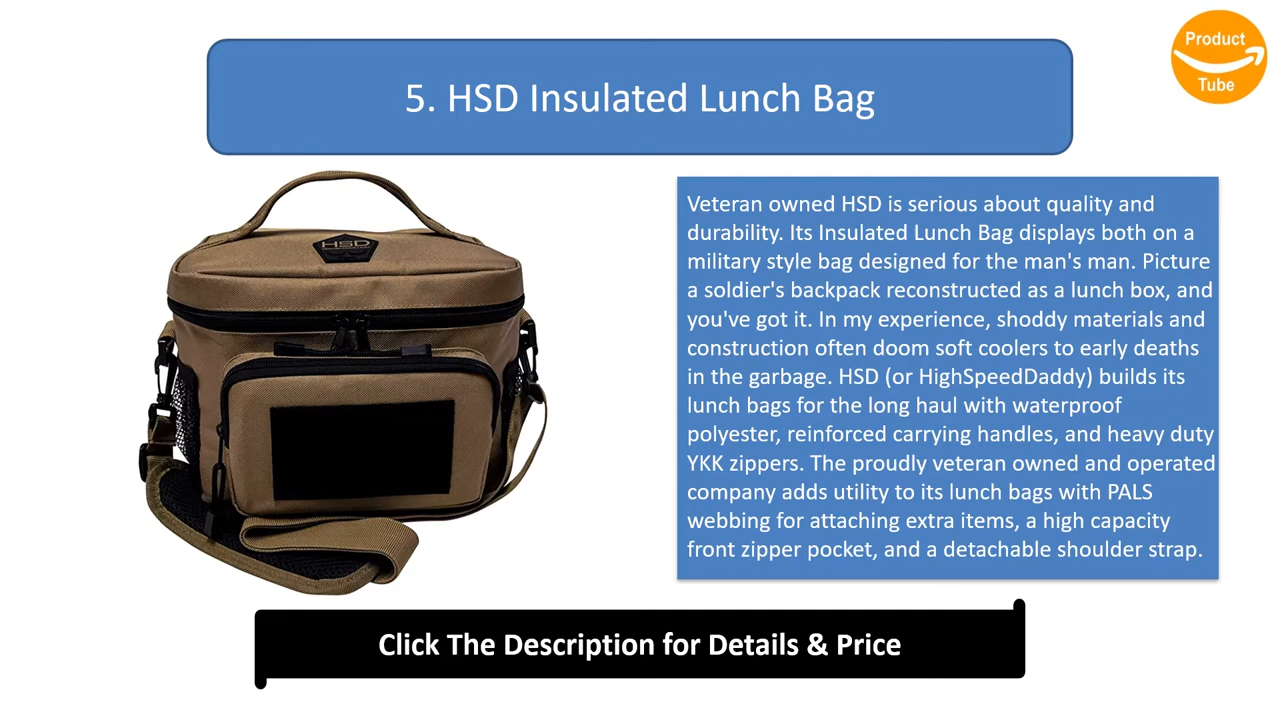 Product
Tube
5. HSD Insulated Lunch Bag
HSD
Veteran owned HSD is serious about quality and
durability. Its Insulated Lunch Bag displays both on a
military style bag designed for the man's man. Picture
a soldier's backpack reconstructed as a lunch box, and
you've got it. In my experience, shoddy materials and
construction often doom soft coolers to early deaths
in the garbage. HSD (or HighSpeedDaddy) builds its
lunch bags for the long haul with waterproof
polyester, reinforced carrying handles, and heavy duty
YKK zippers. The proudly veteran owned and operated
company adds utility to its lunch bags with PALS
webbing for attaching extra items, a high capacity
front zipper pocket, and a detachable shoulder strap.
Click The Description for Details & Price